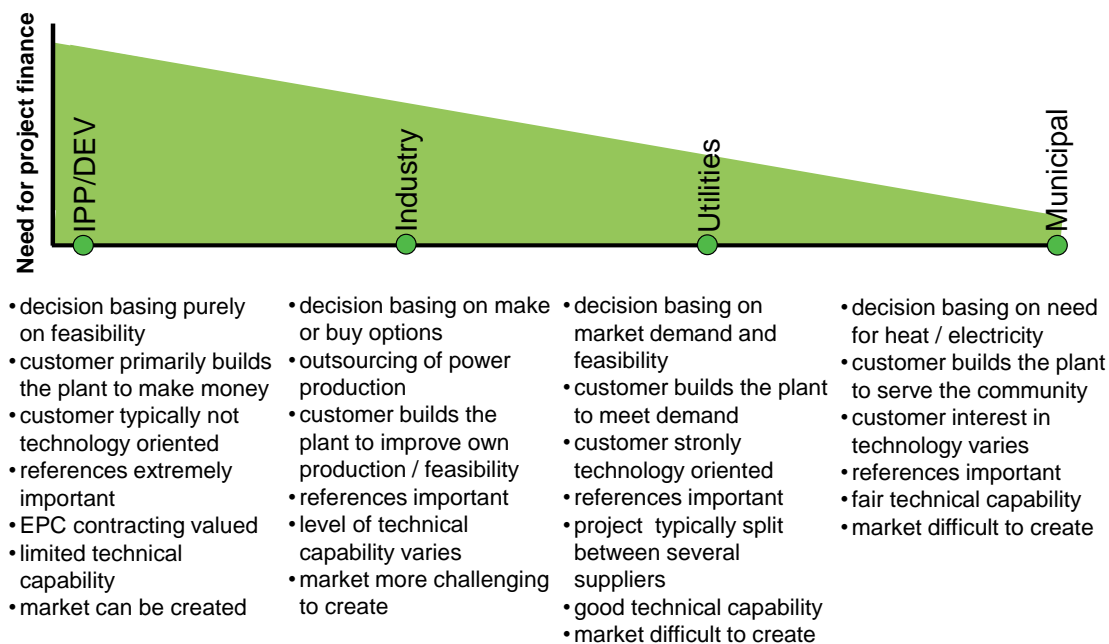 Need for project finance
IPP/DEV
Industry
Utilities
Municipal
•decision basing purely
on feasibility
•customer primarily builds
the plant to make money
•customer typically not
technology oriented
•references extremely
important
•EPC contracting valued
•limited technical
capability
•market can be created
•decision basing on make
or buy options
•outsourcing of power
production
•customer builds the
plant to improve own
production / feasibility
•references important
•level of technical
capability varies
•market more challenging
to create
•decision basing on
market demand and
feasibility
•customer builds the plant
to meet demand
•customer stronly
technology oriented
•references important
•project typically split
between several
suppliers
•good technical capability
•market difficult to create
•decision basing on need
for heat / electricity
•customer builds the plant
to serve the community
•customer interest in
technology varies
•references important
•fair technical capability
•market difficult to create